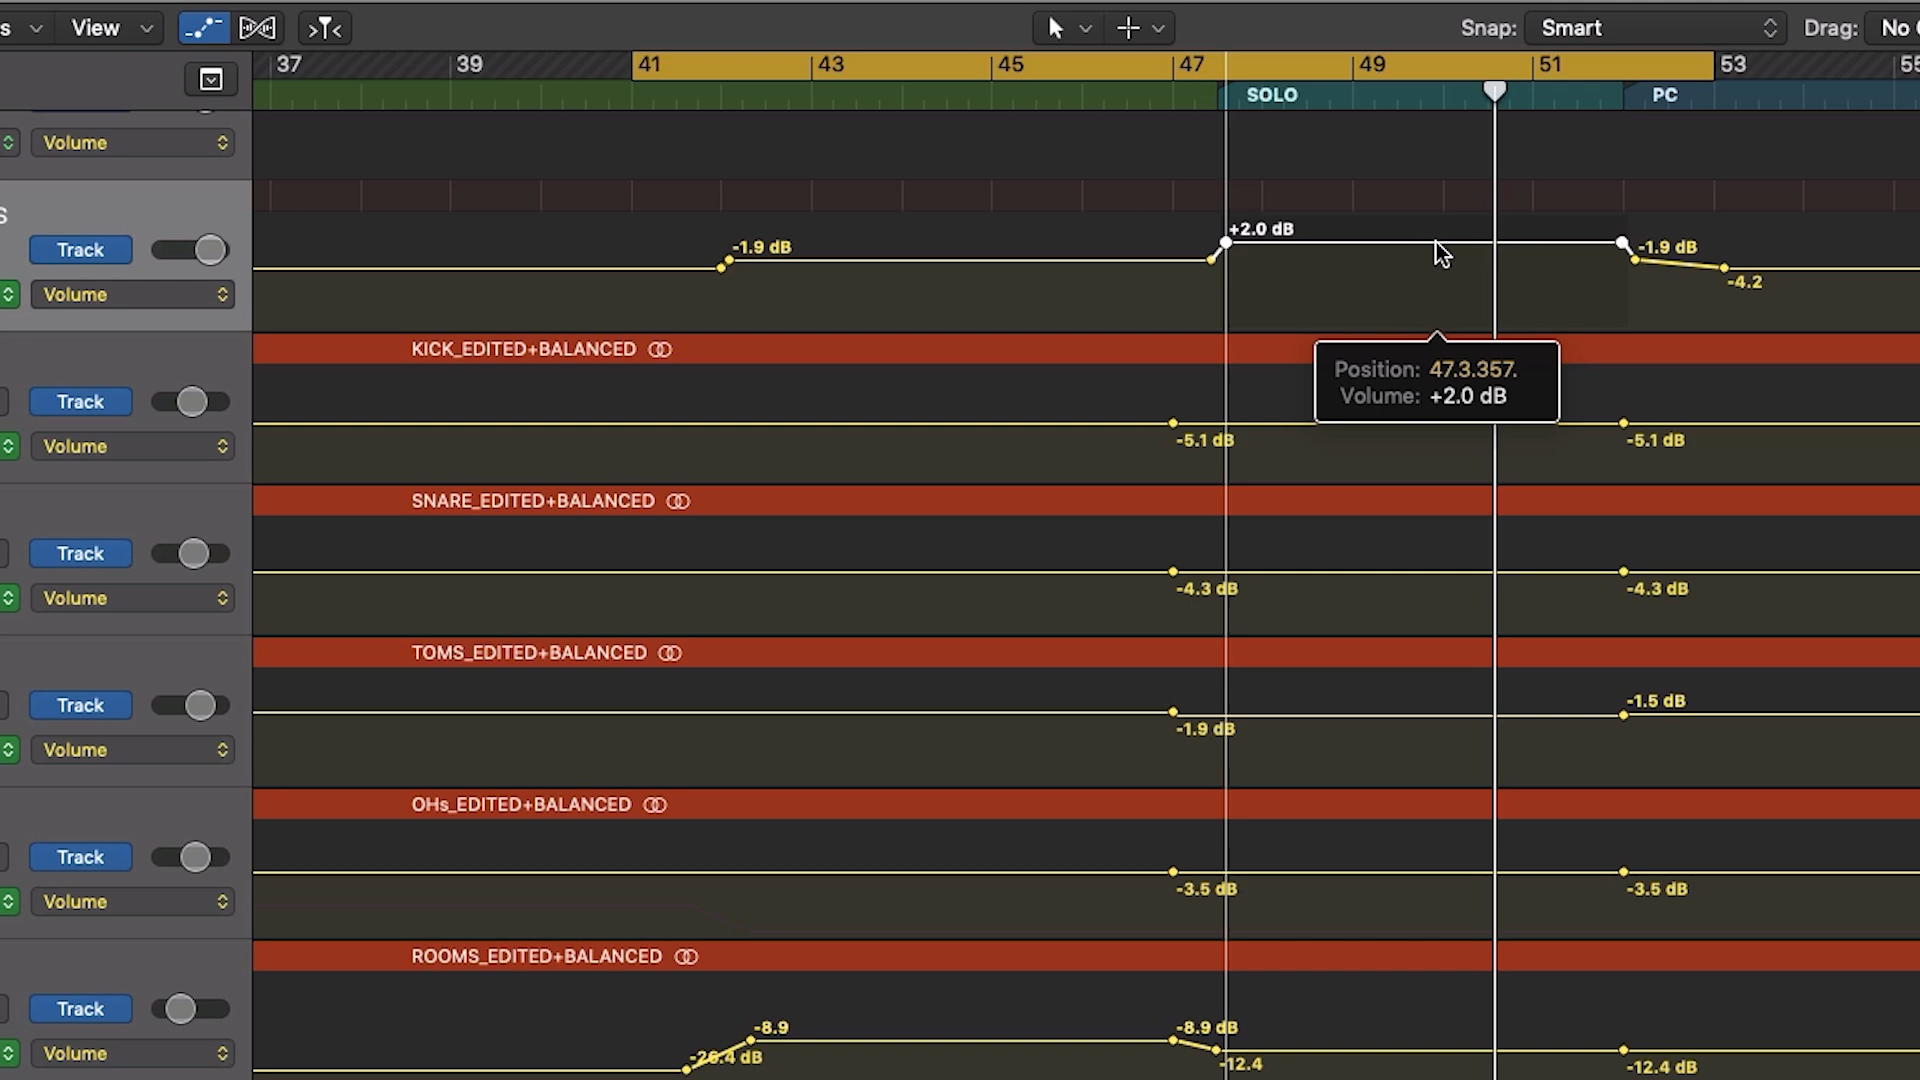 s View Snap: Smart Drag: No
37 39 41 43 45 47 49 51 53 55
SOLO PC
Volume
S
+2.0 dB
Track -1.9 dB -1.9 dB
-4.2
Volume
KICK_EDITED+BALANCED
Position: 47.3.357.
Volume: +2.0 dB
Track
-5.1 dB -5.1 dB
Volume
SNARE_EDITED+BALANCED
Track
-4.3 dB -4.3 dB
Volume
TOMS_EDITED+BALANCED
Track -1.5 dB
-1.9 dB
Volume
OHs_EDITED+BALANCED
Track
-3.5 dB -3.5 dB
Volume
ROOMS_EDITED+BALANCED
Track
-8.9 -8.9 dB
Volume -26.4 dB -12.4 -12.4 dB